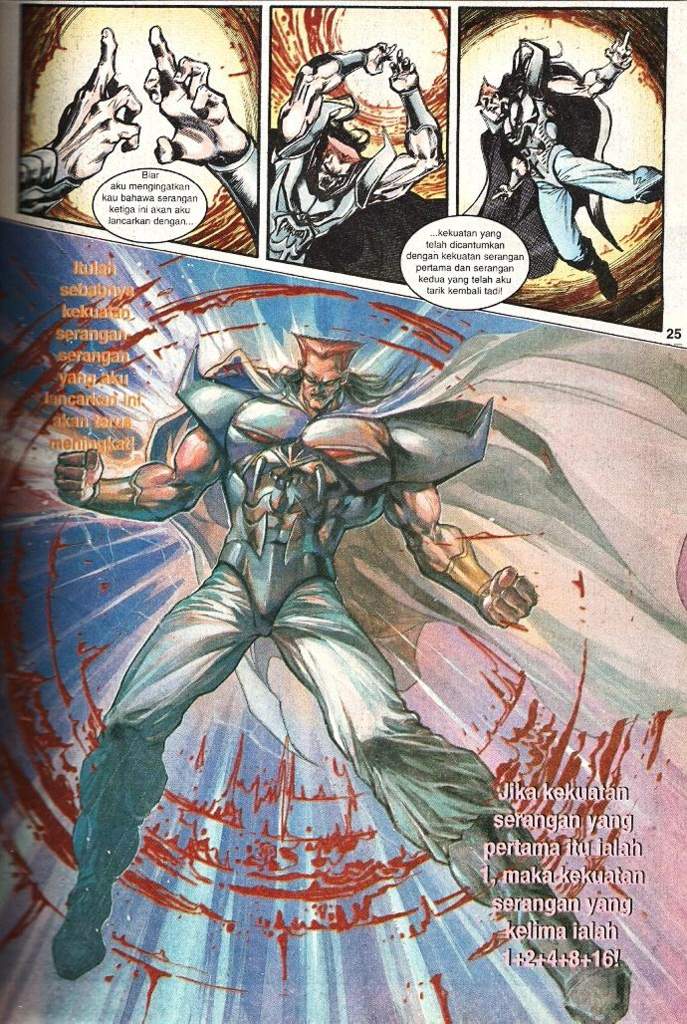 Biar
aku mengingatkan
kau bahawa serangan
ketiga ini akan aku
lancarkan dengan...
...kekuatan yang
telah dicantumkan
dengan kekuatan serangan
pertama dan serangan
kedua yang telah aku
tarik kembali tadi!
25
Itulah
sebabnya
kekuatan
serangan-
serangan
yang aku
lancarkan ini
akan terus
meningkat!
Jika kekuatan
serangan yang
pertama itu ialah
1, maka kekuatan
serangan yang
kelima ialah
1+2+4+8+16!